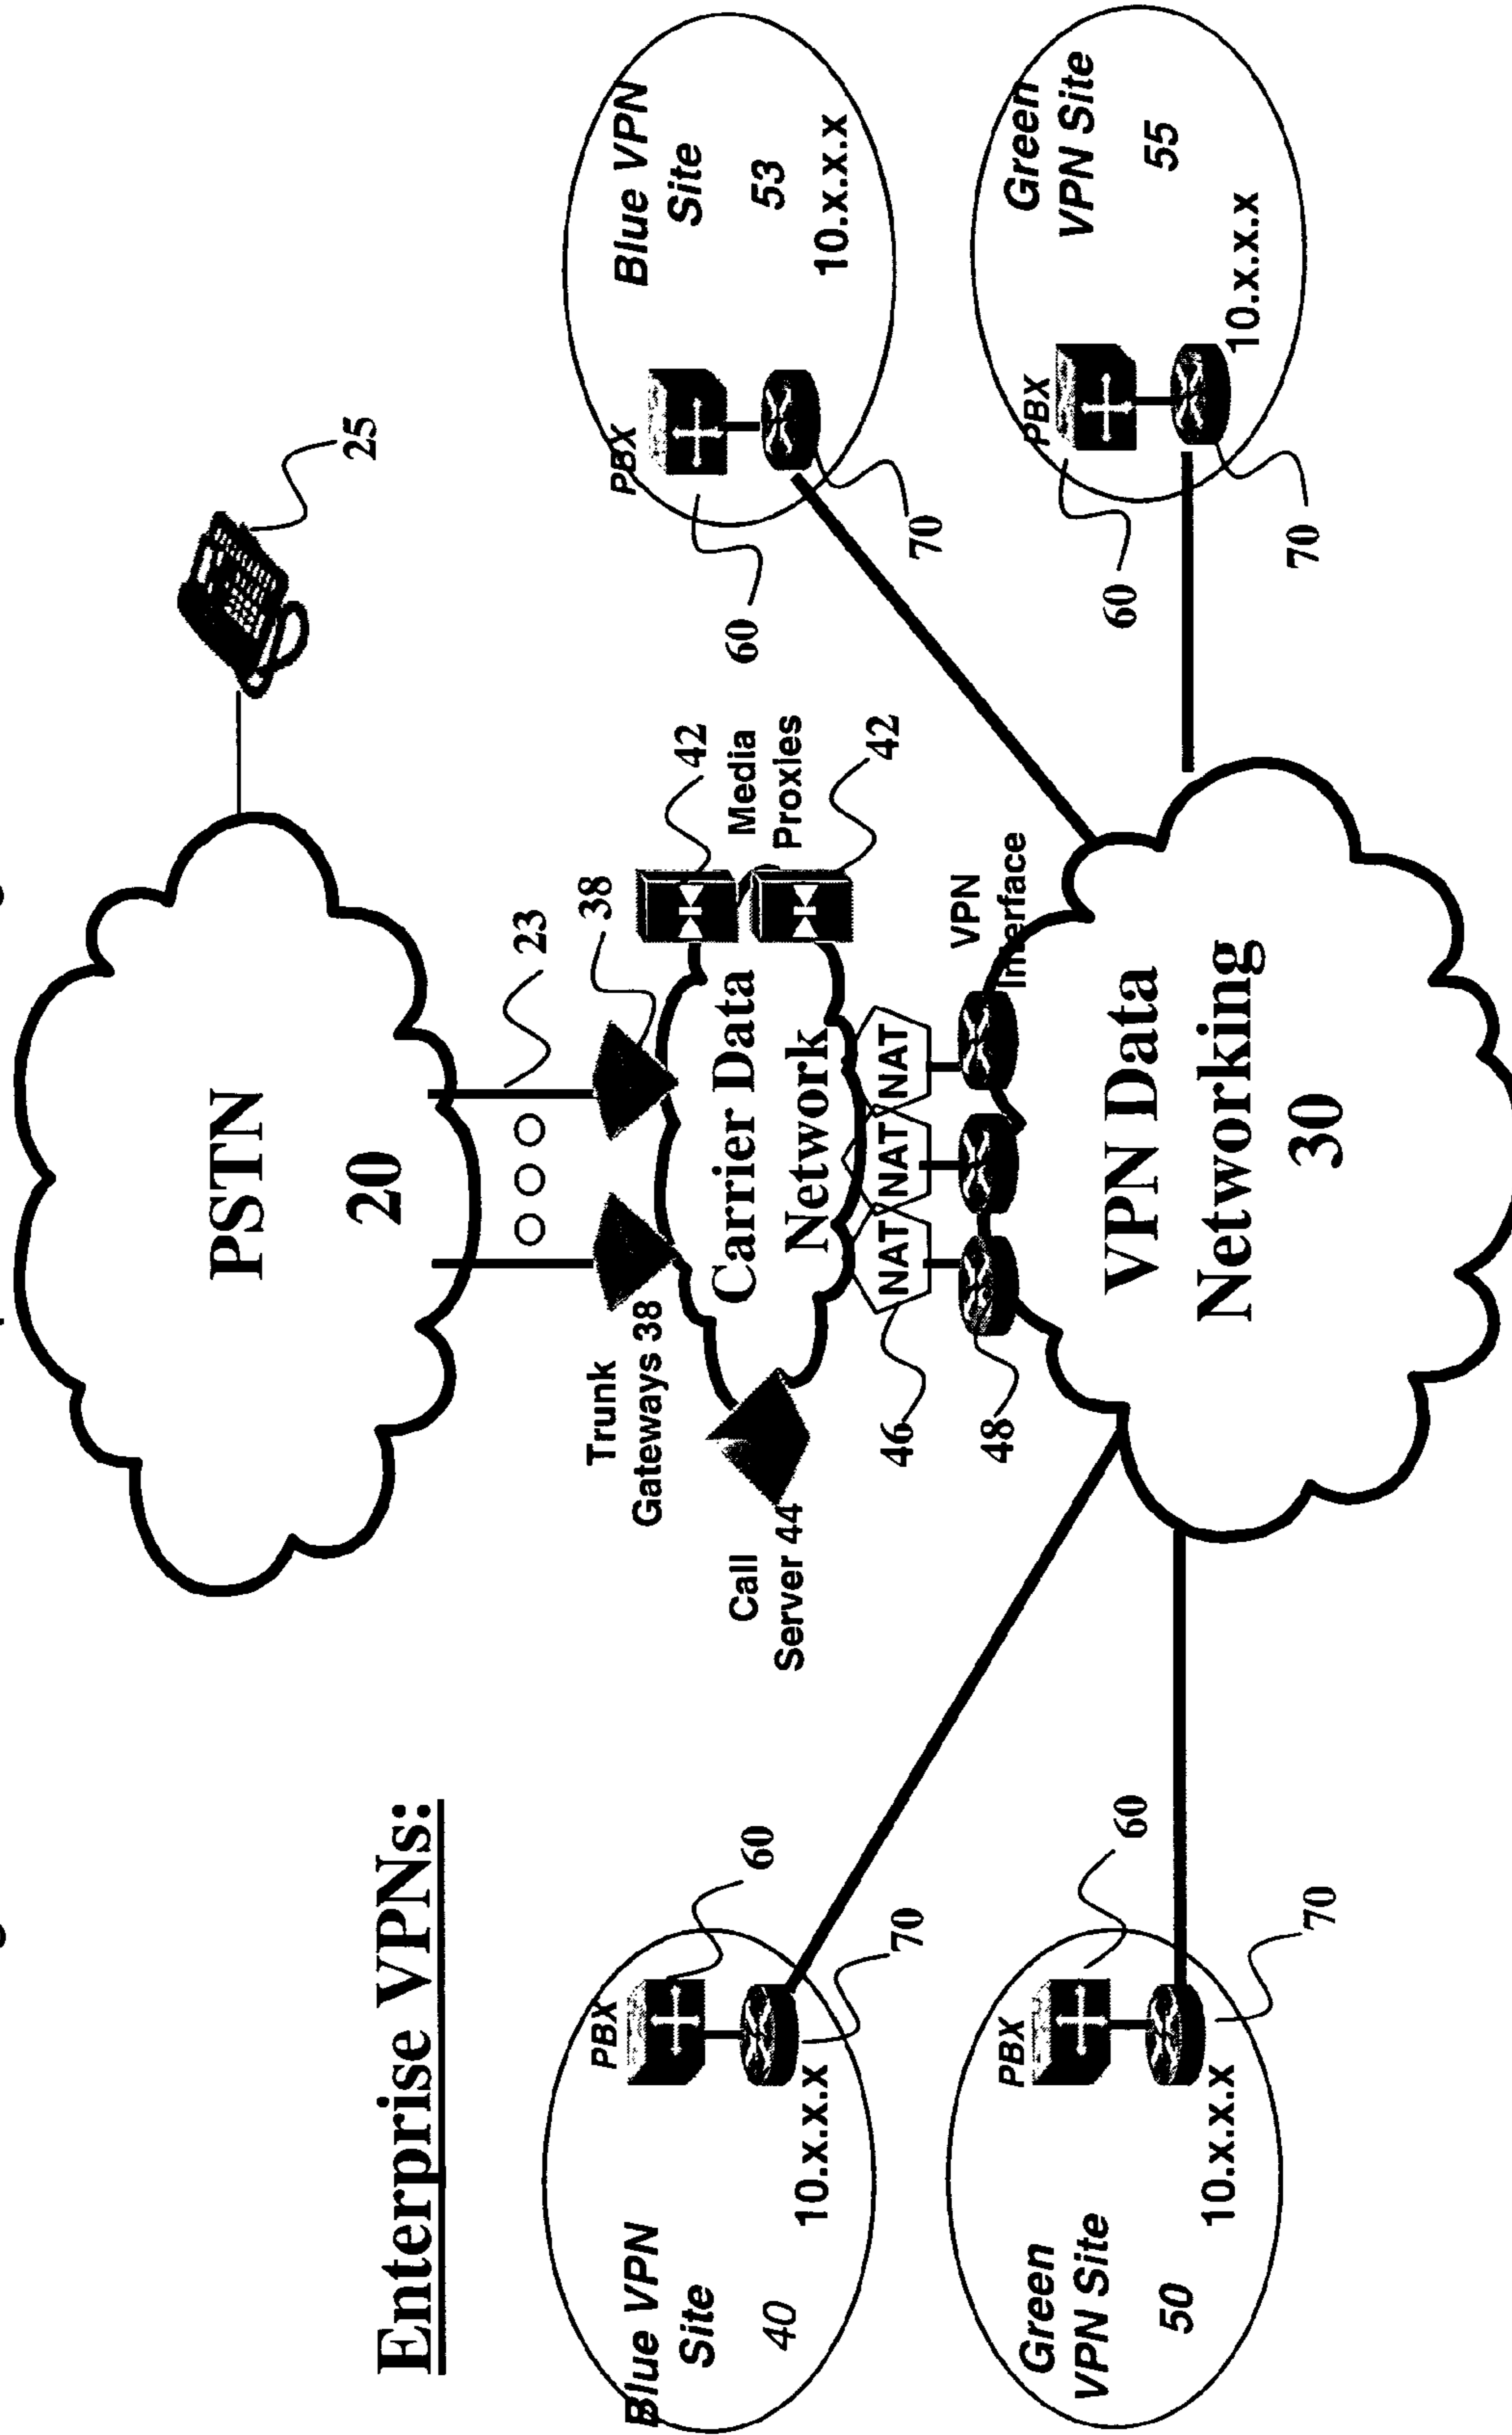 PSTN
20
25
23
38
Trunk
Gateways 38
Enterprise VPNs:
Carrier Data
Network
42
Media
Proxies
42
Call
Server 44
NAT
NAT
NAT
46
48
VPN
Interface
VPN Data
Networking
30
Blue VPN
Site
40
PBX
10.x.x.x
60
70
Green
VPN Site
50
PBX
10.x.x.x
60
70
Blue VPN
Site
53
10.x.x.x
PBX
60
70
Green
VPN Site
55
10.x.x.x
PBX
60
70